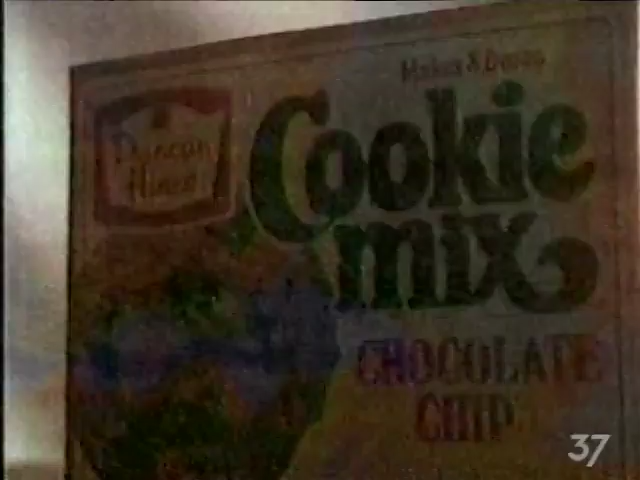 Makes 3 Dozen
Duncan
Hines
Cookie
mix
CHOCOLATE
CHIP
37